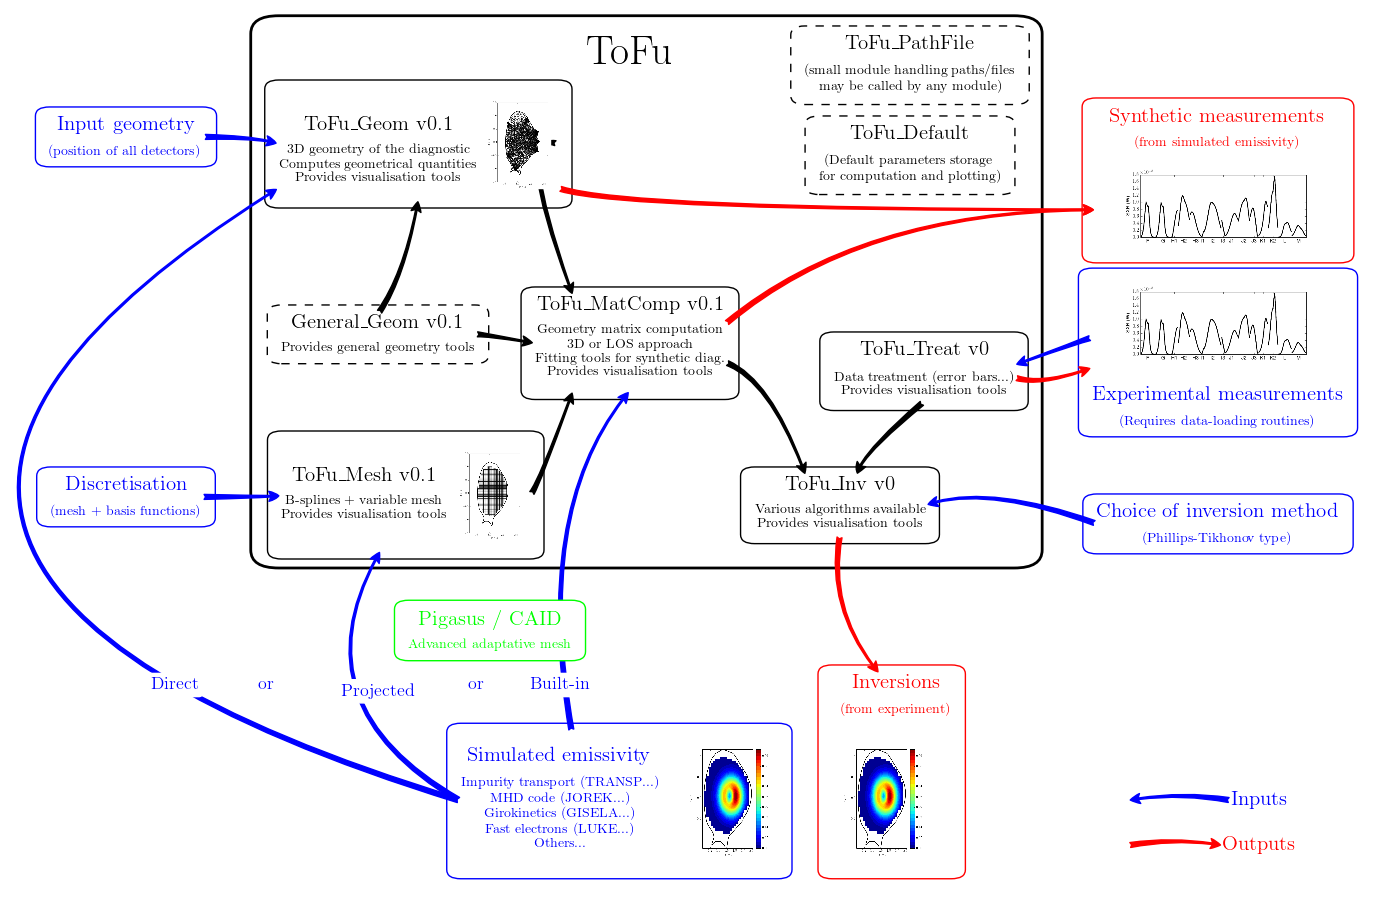 ToFu
ToFu_PathFile
(small module handling paths/files
may be called by any module)
ToFu_Default
(Default parameters storage
for computation and plotting)
Input geometry
(position of all detectors)
ToFu_Geom v0.1
3D geometry of the diagnostic
Computes geometrical quantities
Provides visualisation tools
Synthetic measurements
(from simulated emissivity)
General_Geom v0.1
Provides general geometry tools
ToFu_MatComp v0.1
Geometry matrix computation
3D or LOS approach
Fitting tools for synthetic diag.
Provides visualisation tools
ToFu_Treat v0
Data treatment (error bars...)
Provides visualisation tools
Experimental measurements
(Requires data-loading routines)
Discretisation
(mesh + basis functions)
ToFu_Mesh v0.1
B-splines + variable mesh
Provides visualisation tools
ToFu_Inv v0
Various algorithms available
Provides visualisation tools
Choice of inversion method
(Phillips-Tikhonov type)
Pigasus / CAID
Advanced adaptative mesh
Direct or Projected or Built-in
Simulated emissivity
Impurity transport (TRANSP...)
MHD code (JOREK...)
Girokinetics (GISELA...)
Fast electrons (LUKE...)
Others...
Inversions
(from experiment)
Inputs
Outputs